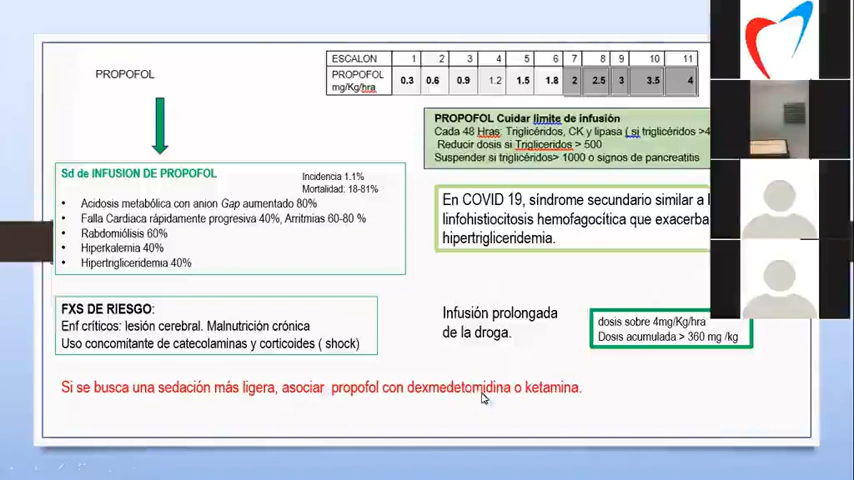 PROPOFOL
ESCALON 1 2 3 4 5 6 7 8 9 10 11
PROPOFOL 0.3 0.6 0.9 1.2 1.5 1.8 2 2.5 3 3.5 4
mg/Kg/hra
PROPOFOL Cuidar limite de infusión
Cada 48 Hras: Triglicéridos, CK y lipasa ( si triglicéridos >4
Reducir dosis si Trigliceridos > 500
Suspender si triglicéridos> 1000 o signos de pancreatitis
Sd de INFUSION DE PROPOFOL
Incidencia 1.1%
Mortalidad: 18-81%
• Acidosis metabólica con anion Gap aumentado 80%
• Falla Cardiaca rápidamente progresiva 40%, Arritmias 60-80 %
• Rabdomiólisis 60%
• Hiperkalemia 40%
• Hipertrigliceridemia 40%
En COVID 19, síndrome secundario similar a
linfohistiocitosis hemofagocítica que exacerba
hipertrigliceridemia.
FXS DE RIESGO:
Enf críticos: lesión cerebral. Malnutrición crónica
Uso concomitante de catecolaminas y corticoides ( shock)
Infusión prolongada
de la droga.
dosis sobre 4mg/Kg/hra
Dosis acumulada > 360 mg /kg
Si se busca una sedación más ligera, asociar propofol con dexmedetomidina o ketamina.